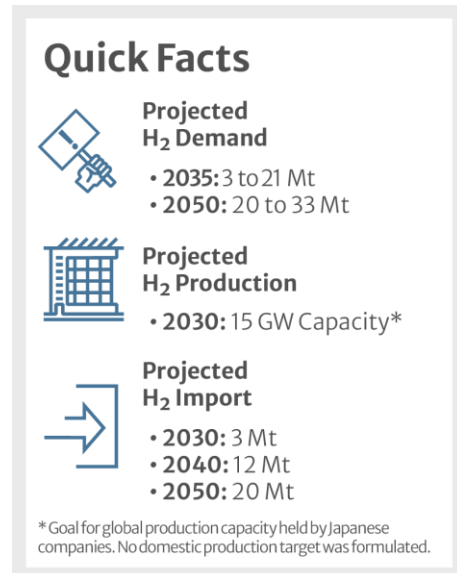 Quick Facts
Projected
H₂ Demand
• 2035: 3 to 21 Mt
• 2050: 20 to 33 Mt
Projected
H₂ Production
• 2030: 15 GW Capacity*
Projected
H₂ Import
• 2030: 3 Mt
• 2040: 12 Mt
• 2050: 20 Mt
* Goal for global production capacity held by Japanese
companies. No domestic production target was formulated.